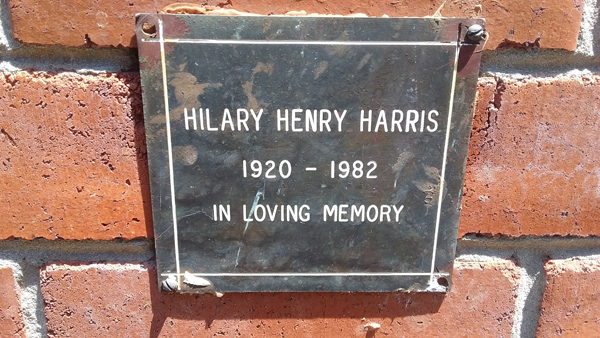 HILARY HENRY HARRIS
1920 - 1982
IN LOVING MEMORY